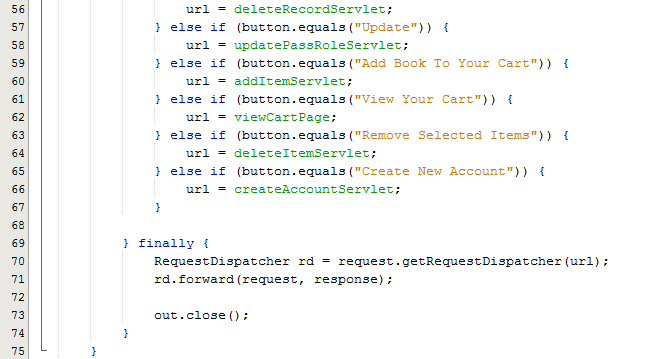 56 url = deleteRecordServlet;
57 } else if (button.equals("Update")) {
58 url = updatePassRoleServlet;
59 } else if (button.equals("Add Book To Your Cart")) {
60 url = addItemServlet;
61 } else if (button.equals("View Your Cart")) {
62 url = viewCartPage;
63 } else if (button.equals("Remove Selected Items")) {
64 url = deleteItemServlet;
65 } else if (button.equals("Create New Account")) {
66 url = createAccountServlet;
67 }
68
69 } finally {
70 RequestDispatcher rd = request.getRequestDispatcher(url);
71 rd.forward(request, response);
72
73 out.close();
74 }
75 }